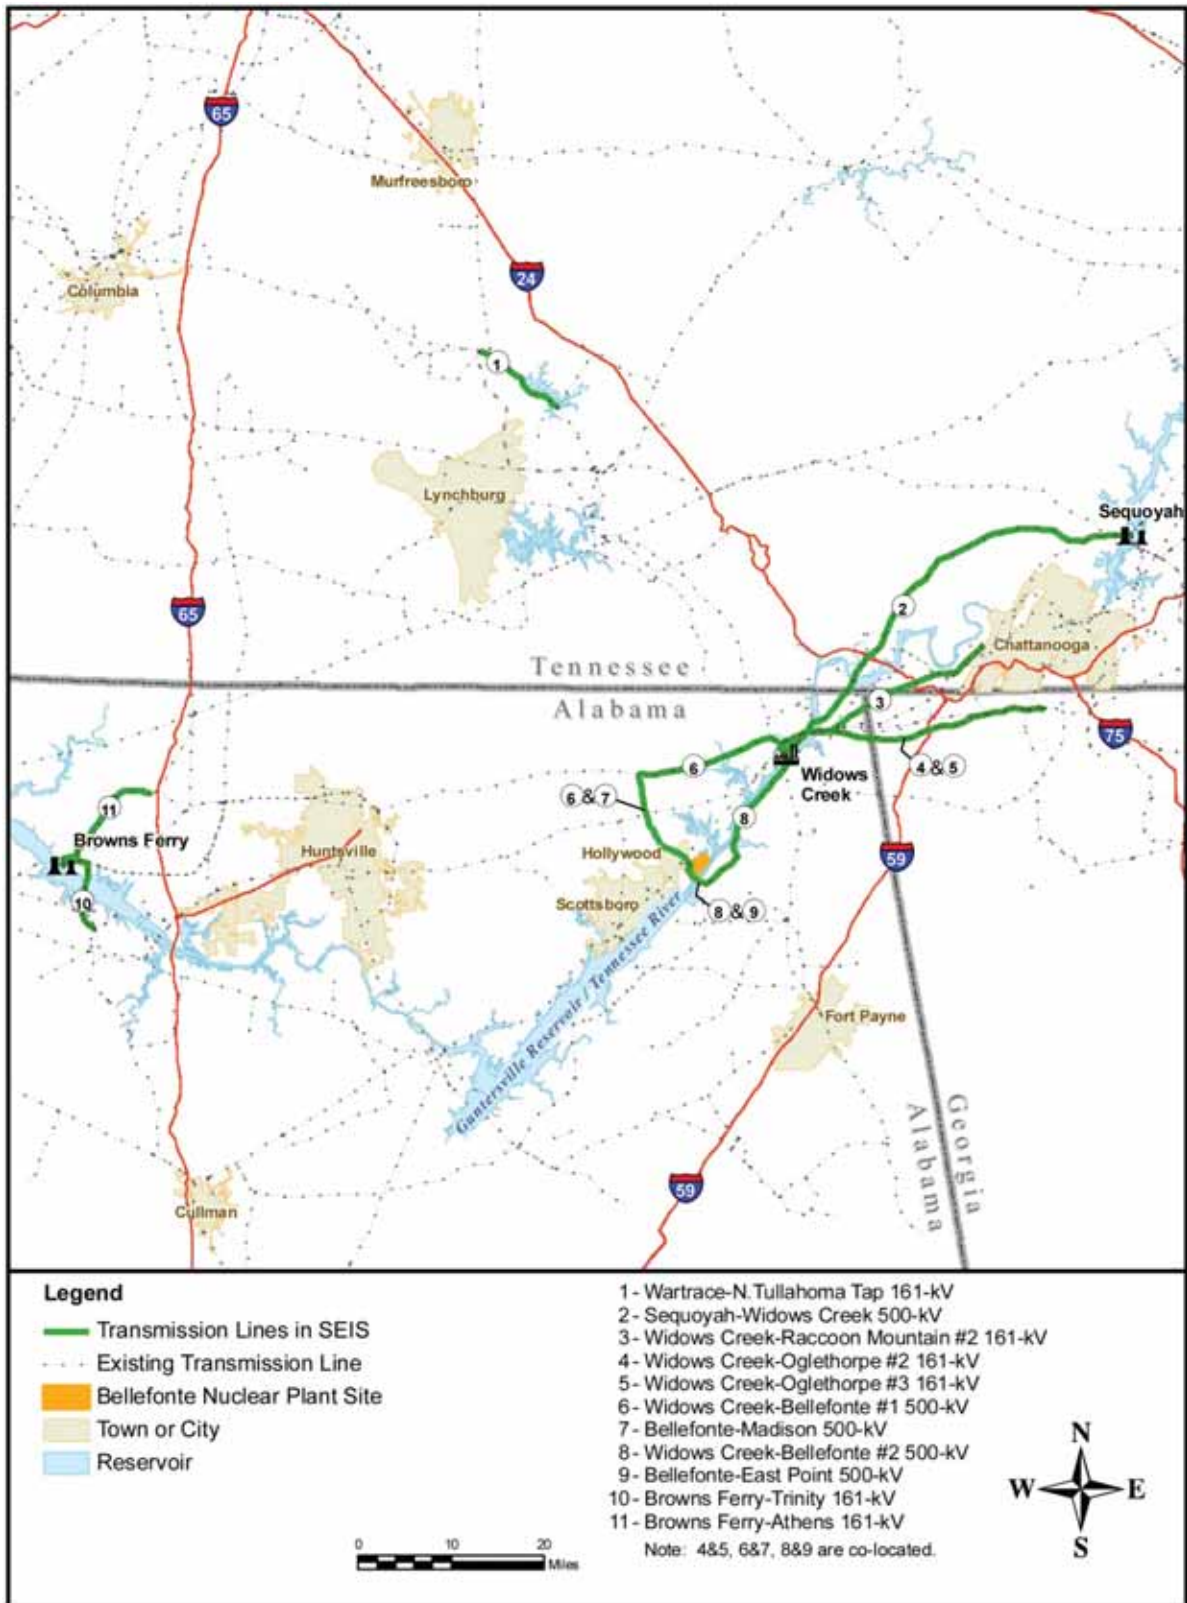 65
Murfreesboro
24
Columbia
1
Lynchburg
Sequoyah
2
65
Chattanooga
Tennessee
Alabama
3
75
6
4 & 5
Widows
Creek
6 & 7
11
8
Browns Ferry
Huntsville
Hollywood
59
10
Scottsboro
8 & 9
Guntersville Reservoir / Tennessee River
Fort Payne
Georgia
Alabama
59
Cullman
Legend
Transmission Lines in SEIS
Existing Transmission Line
Bellefonte Nuclear Plant Site
Town or City
Reservoir
1 - Wartrace-N.Tullahoma Tap 161-kV
2 - Sequoyah-Widows Creek 500-kV
3 - Widows Creek-Raccoon Mountain #2 161-kV
4 - Widows Creek-Oglethorpe #2 161-kV
5 - Widows Creek-Oglethorpe #3 161-kV
6 - Widows Creek-Bellefonte #1 500-kV
7 - Bellefonte-Madison 500-kV
8 - Widows Creek-Bellefonte #2 500-kV
9 - Bellefonte-East Point 500-kV
10 - Browns Ferry-Trinity 161-kV
11 - Browns Ferry-Athens 161-kV
Note: 4&5, 6&7, 8&9 are co-located.
0 10 20
Miles
N
W E
S